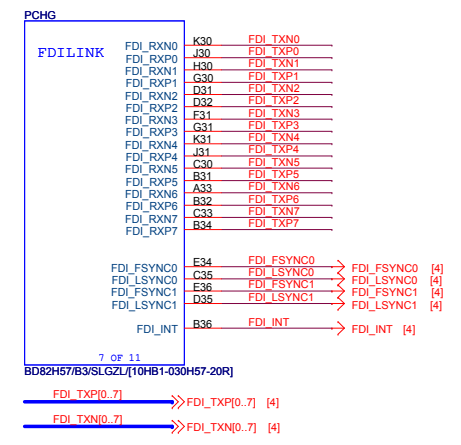 PCHG
FDILINK
FDI_RXN0 K30 FDI_TXN0
FDI_RXP0 J30 FDI_TXP0
FDI_RXN1 H30 FDI_TXN1
FDI_RXP1 G30 FDI_TXP1
FDI_RXN2 D31 FDI_TXN2
FDI_RXP2 D32 FDI_TXP2
FDI_RXN3 F31 FDI_TXN3
FDI_RXP3 G31 FDI_TXP3
FDI_RXN4 K31 FDI_TXN4
FDI_RXP4 J31 FDI_TXP4
FDI_RXN5 C30 FDI_TXN5
FDI_RXP5 B31 FDI_TXP5
FDI_RXN6 A33 FDI_TXN6
FDI_RXP6 B32 FDI_TXP6
FDI_RXN7 C33 FDI_TXN7
FDI_RXP7 B34 FDI_TXP7
FDI_FSYNC0 E34 FDI_FSYNC0 FDI_FSYNC0 [4]
FDI_LSYNC0 C35 FDI_LSYNC0 FDI_LSYNC0 [4]
FDI_FSYNC1 E36 FDI_FSYNC1 FDI_FSYNC1 [4]
FDI_LSYNC1 D35 FDI_LSYNC1 FDI_LSYNC1 [4]
FDI_INT B36 FDI_INT FDI_INT [4]
7 OF 11
BD82H57/B3/SLGZL/[10HB1-030H57-20R]
FDI_TXP[0..7] FDI_TXP[0..7] [4]
FDI_TXN[0..7] FDI_TXN[0..7] [4]